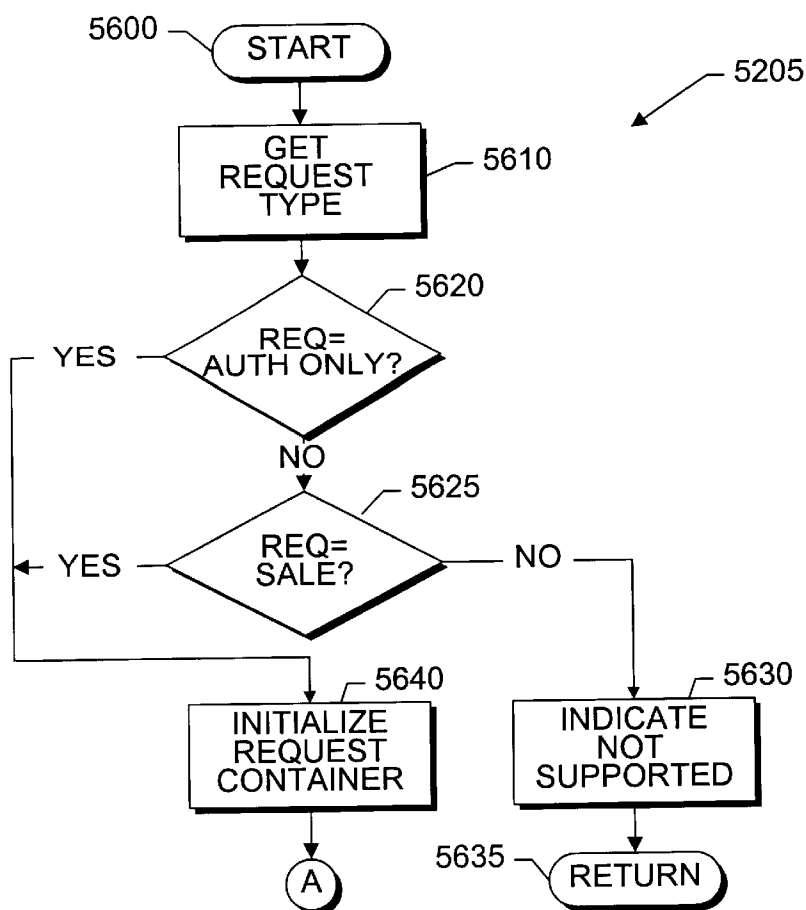 5600
START
5205
GET
REQUEST
TYPE
5610
5620
REQ=
AUTH ONLY?
YES
NO
5625
REQ=
SALE?
YES
NO
5640
INITIALIZE
REQUEST
CONTAINER
5630
INDICATE
NOT
SUPPORTED
A
5635
RETURN